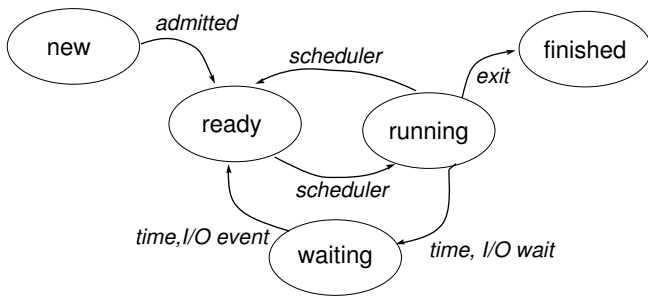 admitted
new
scheduler
finished
exit
ready
running
scheduler
time,I/O event
waiting
time, I/O wait